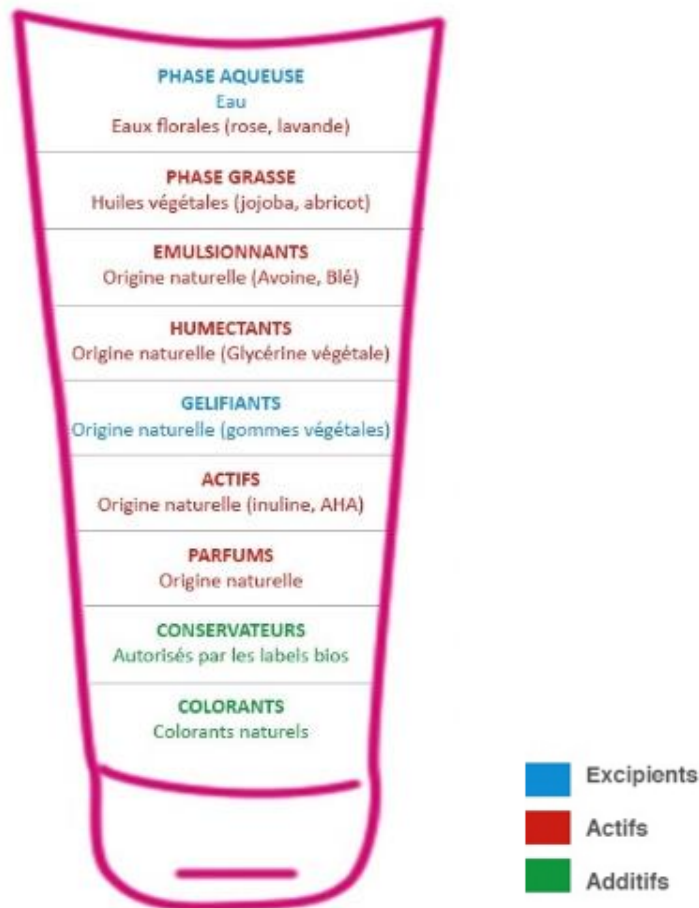 PHASE AQUEUSE
Eau
Eaux florales (rose, lavande)
PHASE GRASSE
Huiles végétales (jojoba, abricot)
EMULSIONNANTS
Origine naturelle (Avoine, Blé)
HUMECTANTS
Origine naturelle (Glycérine végétale)
GELIFIANTS
Origine naturelle (gommes végétales)
ACTIFS
Origine naturelle (inuline, AHA)
PARFUMS
Origine naturelle
CONSERVATEURS
Autorisés par les labels bios
COLORANTS
Colorants naturels
Excipients
Actifs
Additifs